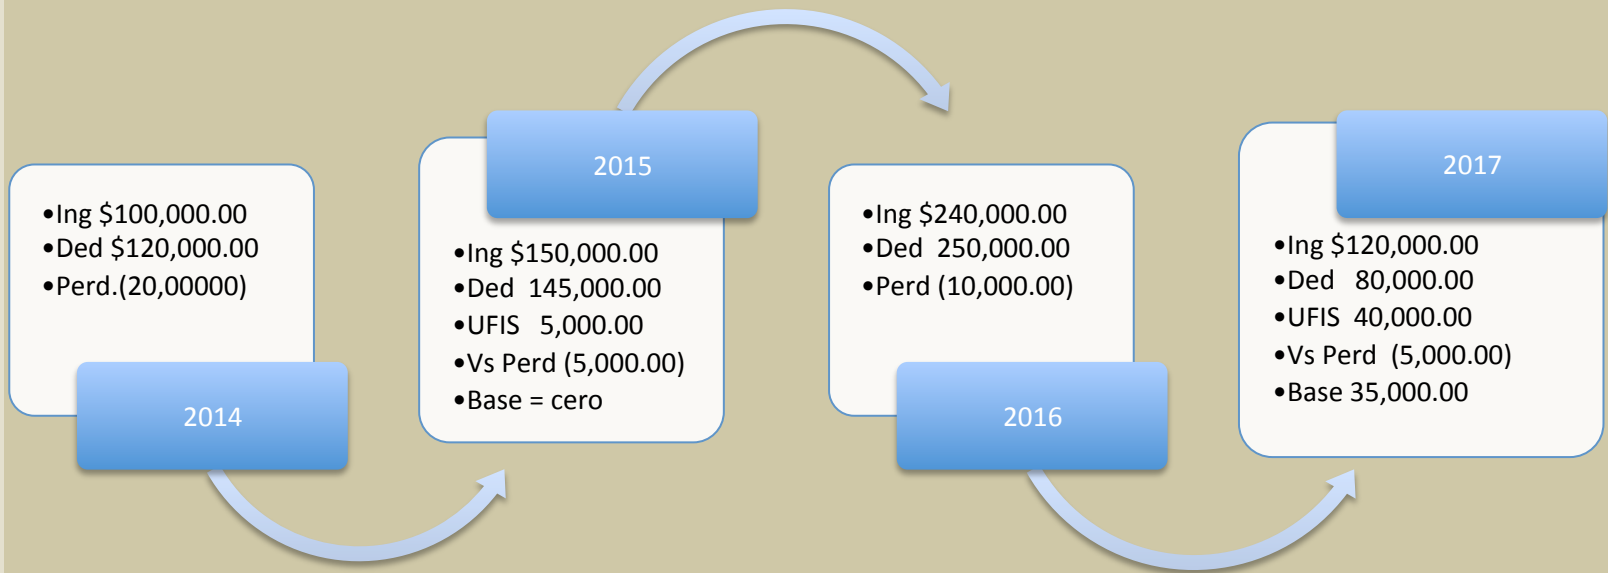 •Ing $100,000.00
•Ded $120,000.00
•Perd.(20,00000)
2014
2015
•Ing $150,000.00
•Ded 145,000.00
•UFIS 5,000.00
•Vs Perd (5,000.00)
•Base = cero
•Ing $240,000.00
•Ded 250,000.00
•Perd (10,000.00)
2016
2017
•Ing $120,000.00
•Ded 80,000.00
•UFIS 40,000.00
•Vs Perd (5,000.00)
•Base 35,000.00